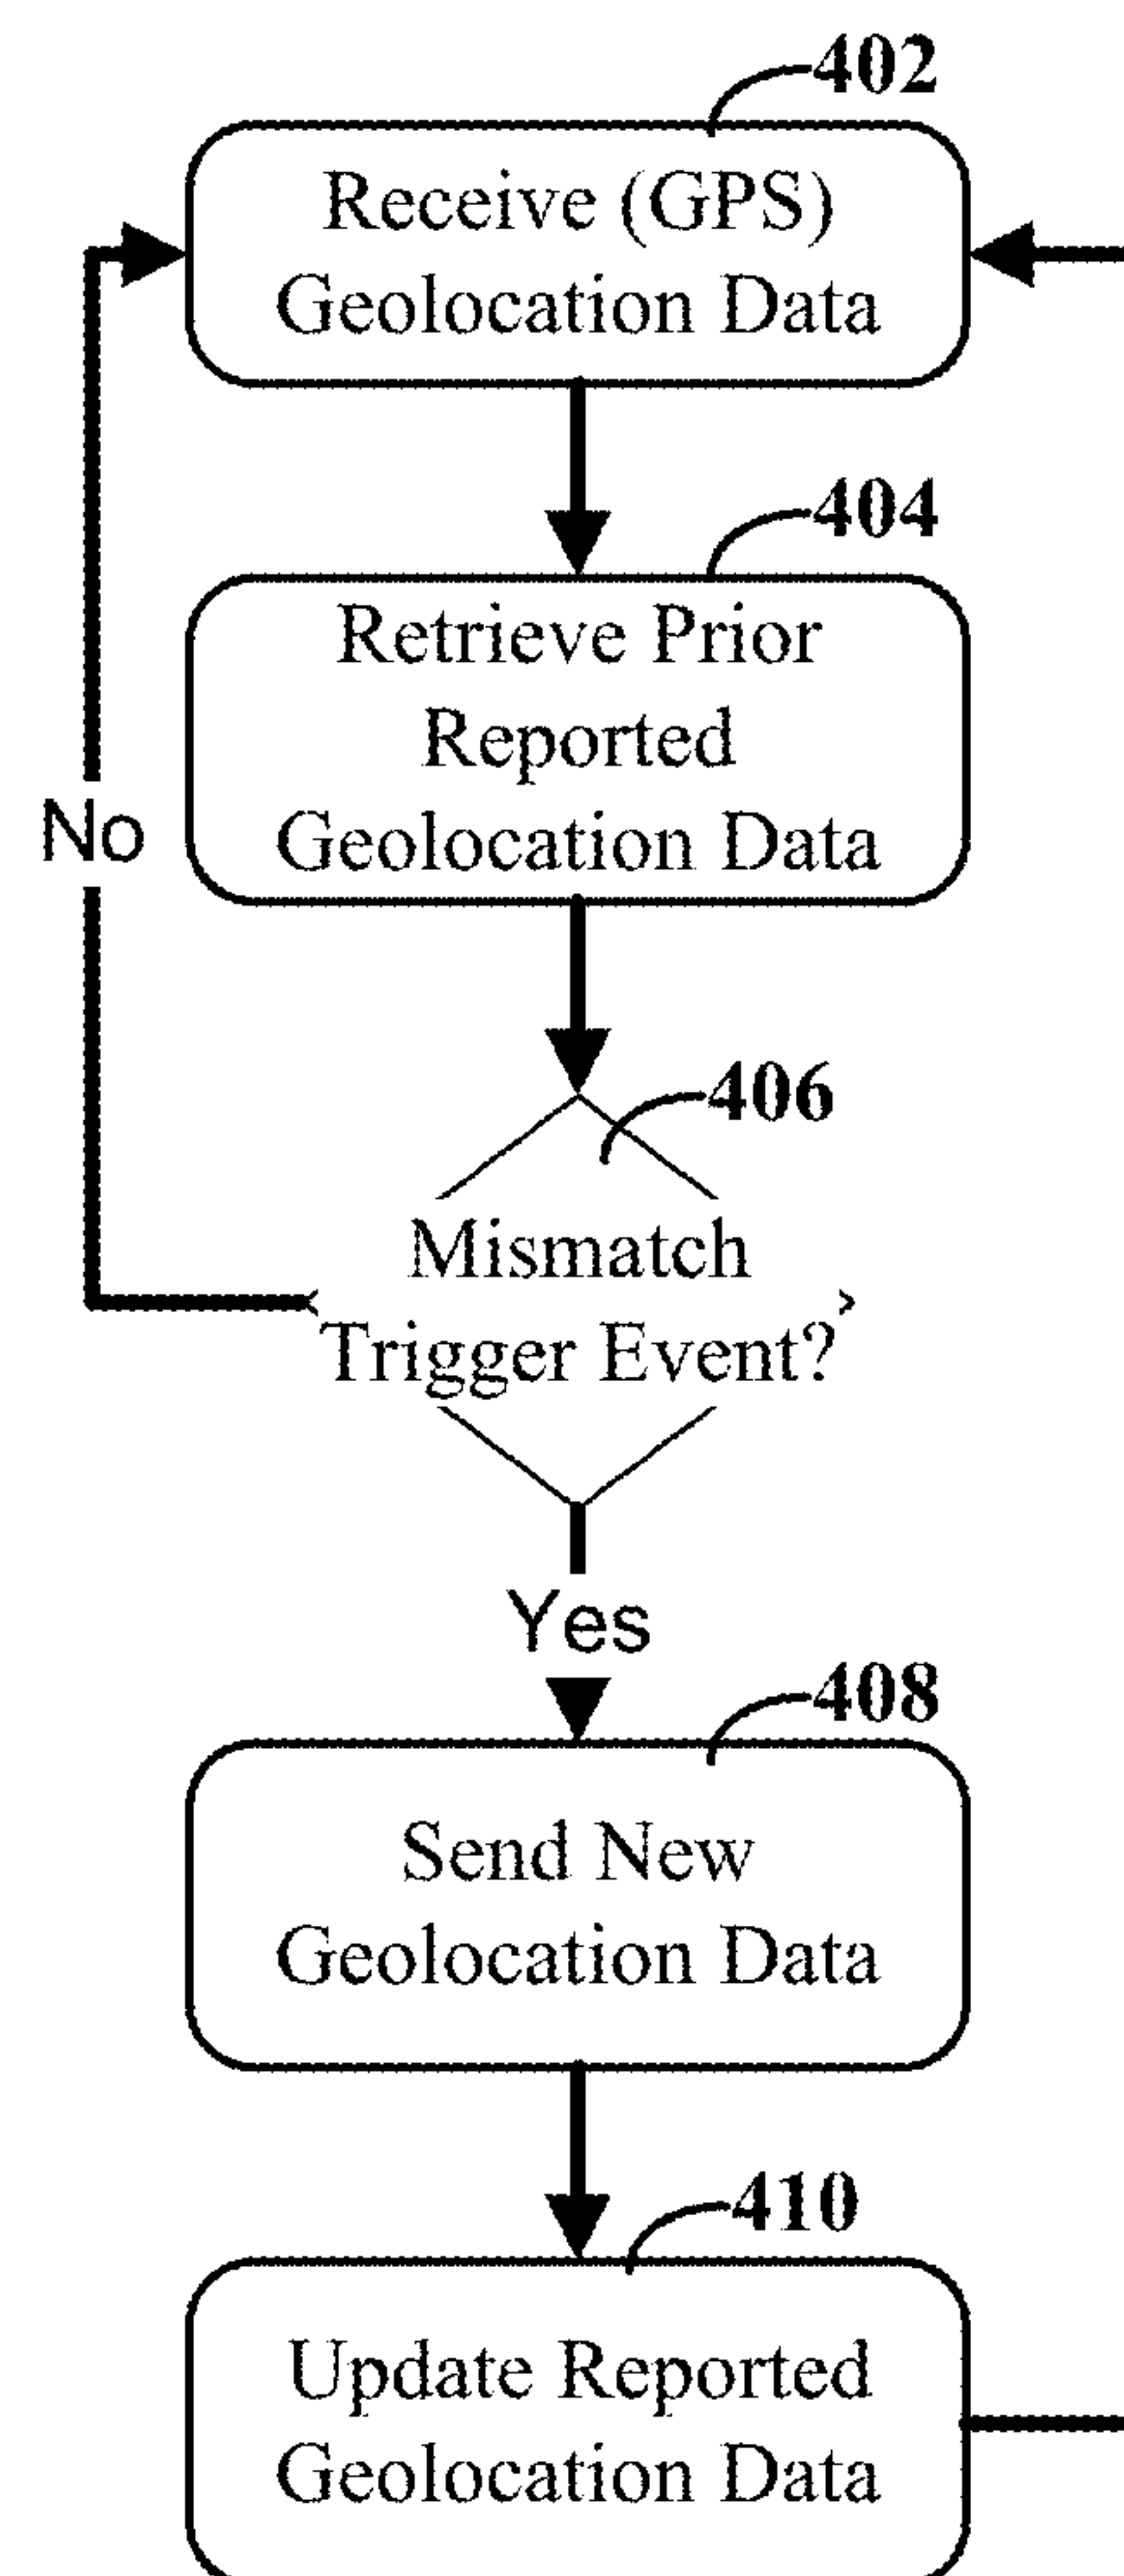 402
Receive (GPS)
Geolocation Data
404
Retrieve Prior
Reported
Geolocation Data
No
406
Mismatch
Trigger Event?
Yes
408
Send New
Geolocation Data
410
Update Reported
Geolocation Data